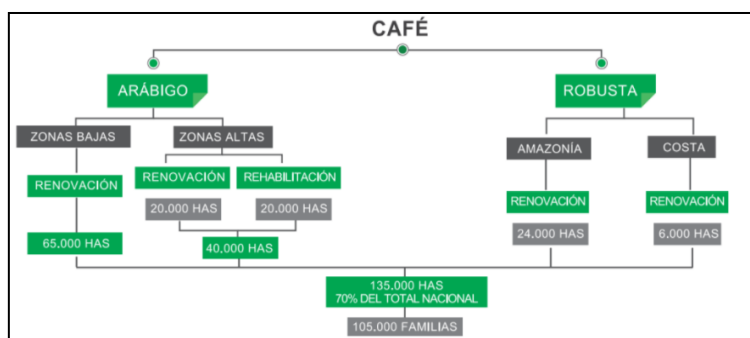 CAFÉ
ARÁBIGO
ROBUSTA
ZONAS BAJAS
ZONAS ALTAS
AMAZONÍA
COSTA
RENOVACIÓN
RENOVACIÓN
REHABILITACIÓN
RENOVACIÓN
RENOVACIÓN
20.000 HAS
20.000 HAS
24.000 HAS
6.000 HAS
65.000 HAS
40.000 HAS
135.000 HAS
70% DEL TOTAL NACIONAL
105.000 FAMILIAS